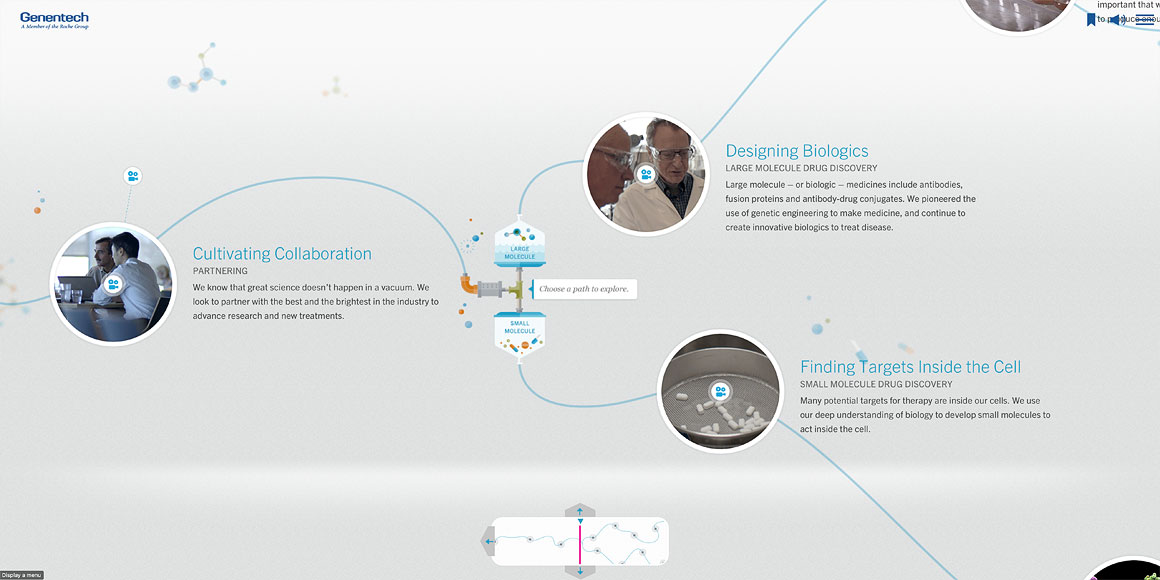 Genentech
A Member of the Roche Group
important that w
Designing Biologics
LARGE MOLECULE DRUG DISCOVERY
Large molecule – or biologic – medicines include antibodies,
fusion proteins and antibody-drug conjugates. We pioneered the
use of genetic engineering to make medicine, and continue to
create innovative biologics to treat disease.
Cultivating Collaboration
PARTNERING
We know that great science doesn't happen in a vacuum. We
look to partner with the best and the brightest in the industry to
advance research and new treatments.
LARGE
MOLECULE
Choose a path to explore.
SMALL
MOLECULE
Finding Targets Inside the Cell
SMALL MOLECULE DRUG DISCOVERY
Many potential targets for therapy are inside our cells. We use
our deep understanding of biology to develop small molecules to
act inside the cell.
Display a menu